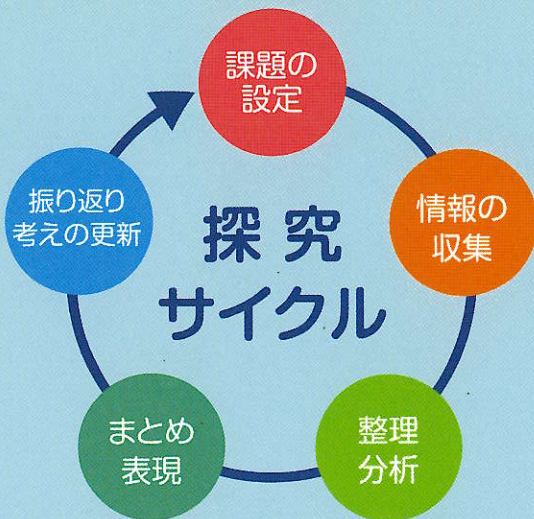 課題の
設定
情報の
収集
整理
分析
まとめ
表現
振り返り
考えの更新
探究
サイクル